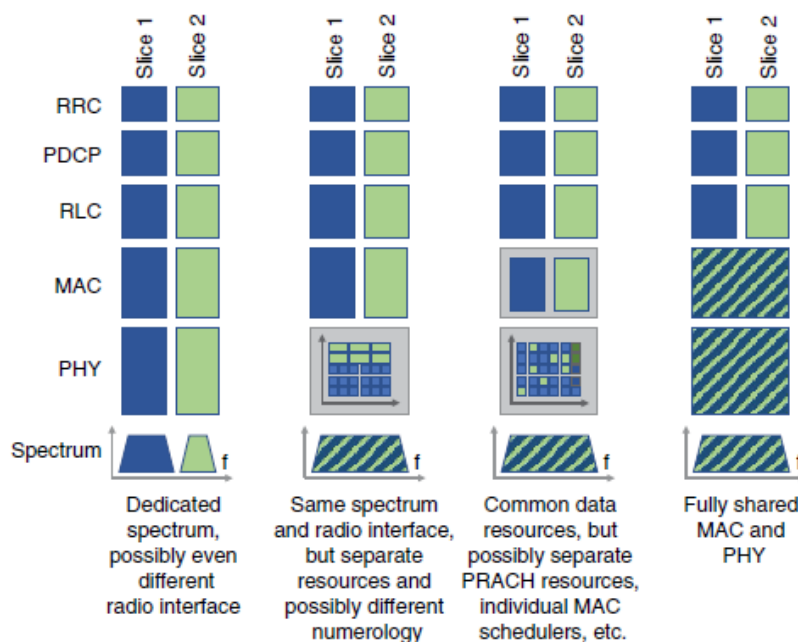 Slice 1
Slice 2
Slice 1
Slice 2
Slice 1
Slice 2
Slice 1
Slice 2
RRC
PDCP
RLC
MAC
PHY
Spectrum
f
f
f
f
Dedicated
spectrum,
possibly even
different
radio interface
Same spectrum
and radio interface,
but separate
resources and
possibly different
numerology
Common data
resources, but
possibly separate
PRACH resources,
individual MAC
schedulers, etc.
Fully shared
MAC and
PHY